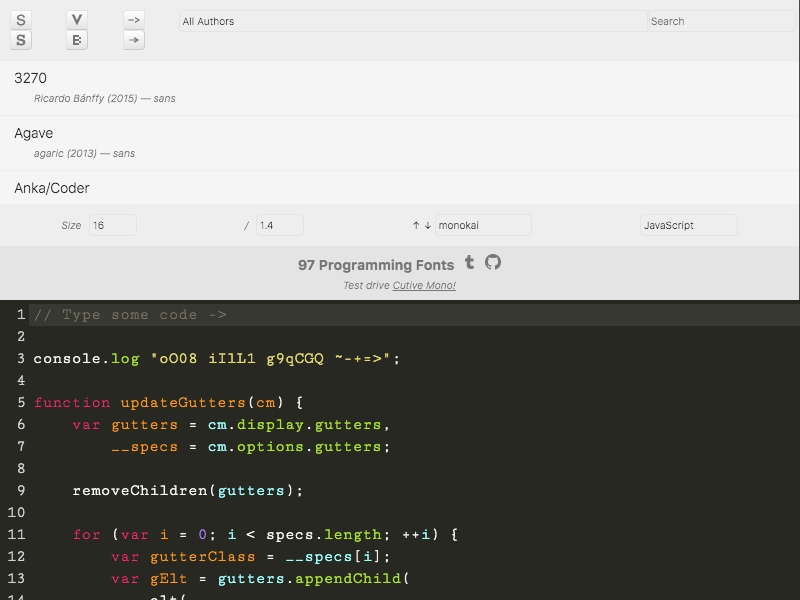 S V -> All Authors Search
S B →
3270
Ricardo Bánffy (2015) — sans
Agave
agaric (2013) — sans
Anka/Coder
Size 16 / 1.4 ↑ ↓ monokai JavaScript
97 Programming Fonts
Test drive Cutive Mono!
1 // Type some code ->
2
3 console.log "oO08 iIlL1 g9qCGQ ~-+=>";
4
5 function updateGutters(cm) {
6 var gutters = cm.display.gutters,
7 __specs = cm.options.gutters;
8
9 removeChildren(gutters);
10
11 for (var i = 0; i < specs.length; ++i) {
12 var gutterClass = __specs[i];
13 var gElt = gutters.appendChild(
14 elt(